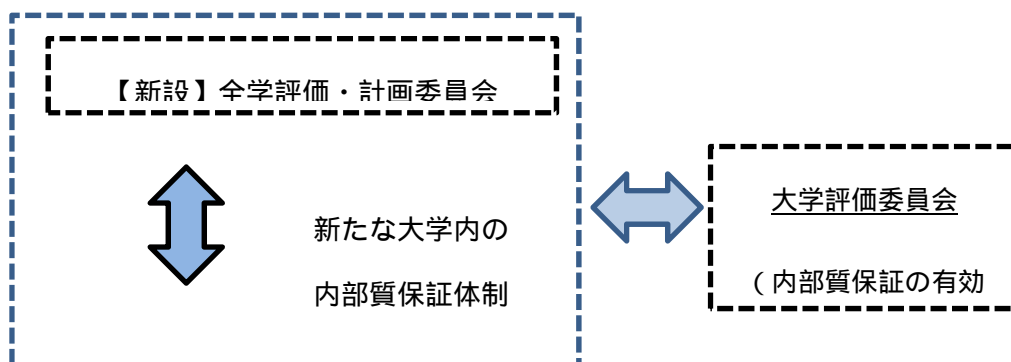 【新設】全学評価・計画委員会
新たな大学内の
内部質保証体制
大学評価委員会
(内部質保証の有効